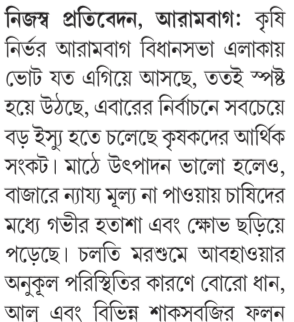 নিজস্ব প্রতিবেদন, আরামবাগ: কৃষি
নির্ভর আরামবাগ বিধানসভা এলাকায়
ভোট যত এগিয়ে আসছে, ততই স্পষ্ট
হয়ে উঠছে, এবারের নির্বাচনে সবচেয়ে
বড় ইস্যু হতে চলেছে কৃষকদের আর্থিক
সংকট। মাঠে উৎপাদন ভালো হলেও,
বাজারে ন্যায্য মূল্য না পাওয়ায় চাষিদের
মধ্যে গভীর হতাশা এবং ক্ষোভ ছড়িয়ে
পড়েছে। চলতি মরশুমে আবহাওয়ার
অনুকূল পরিস্থিতির কারণে বোরো ধান,
আলু এবং বিভিন্ন শাকসবজির ফলন